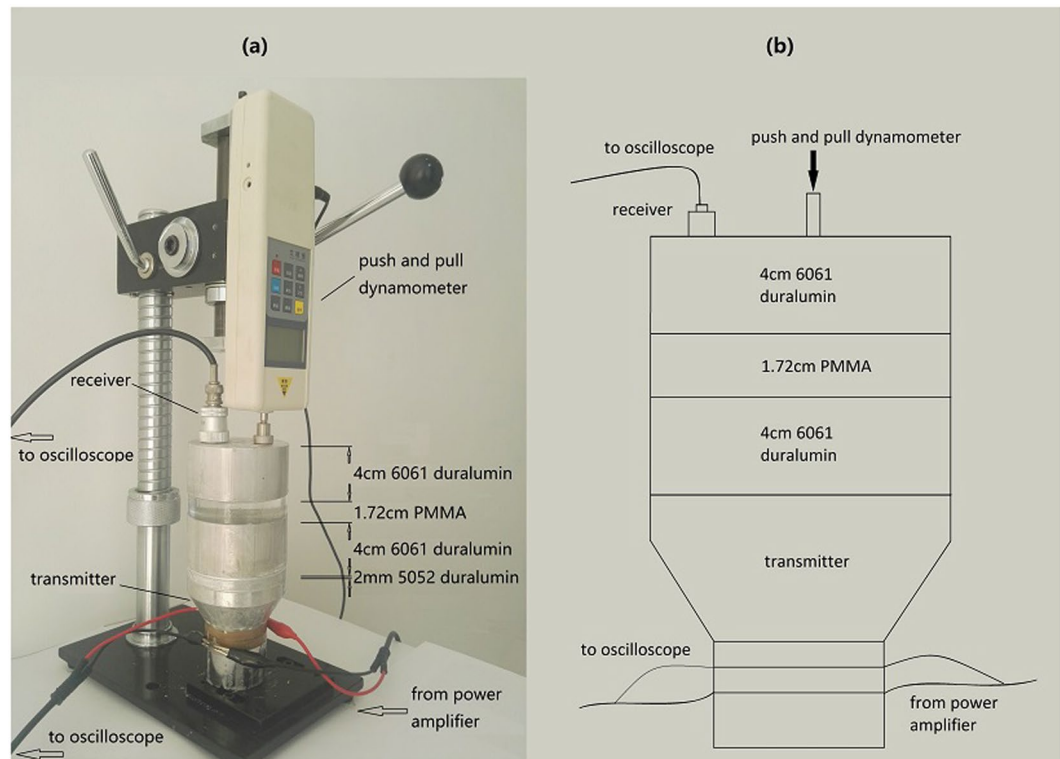 (a)
push and pull
dynamometer
receiver
to oscilloscope
4cm 6061 duralumin
1.72cm PMMA
4cm 6061 duralumin
transmitter
2mm 5052 duralumin
from power
amplifier
to oscilloscope
(b)
push and pull dynamometer
to oscilloscope
receiver
4cm 6061
duralumin
1.72cm PMMA
4cm 6061
duralumin
transmitter
to oscilloscope
from power
amplifier